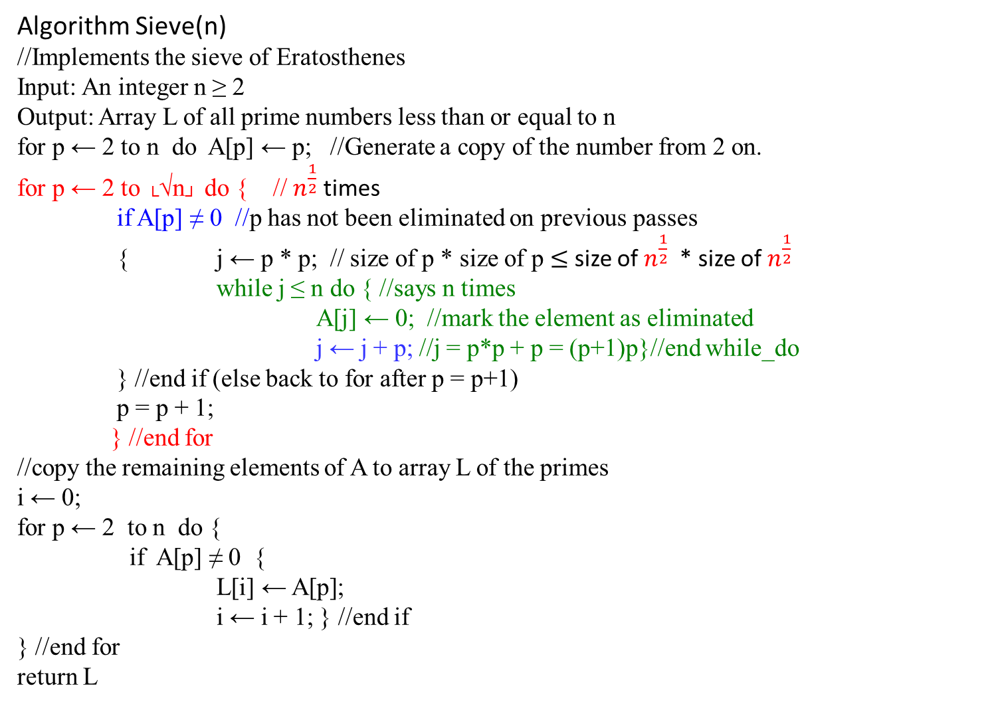 Algorithm Sieve(n)
//Implements the sieve of Eratosthenes
Input: An integer n ≥ 2
Output: Array L of all prime numbers less than or equal to n
for p ← 2 to n do A[p] ← p; //Generate a copy of the number from 2 on.
for p ← 2 to ⌞√n⌟ do { // n^(1/2) times
if A[p] ≠ 0 //p has not been eliminated on previous passes
{ j ← p * p; // size of p * size of p ≤ size of n^(1/2) * size of n^(1/2)
while j ≤ n do { //says n times
A[j] ← 0; //mark the element as eliminated
j ← j + p; //j = p*p + p = (p+1)p}//end while_do
} //end if (else back to for after p = p+1)
p = p + 1;
} //end for
//copy the remaining elements of A to array L of the primes
i ← 0;
for p ← 2 to n do {
if A[p] ≠ 0 {
L[i] ← A[p];
i ← i + 1; } //end if
} //end for
return L